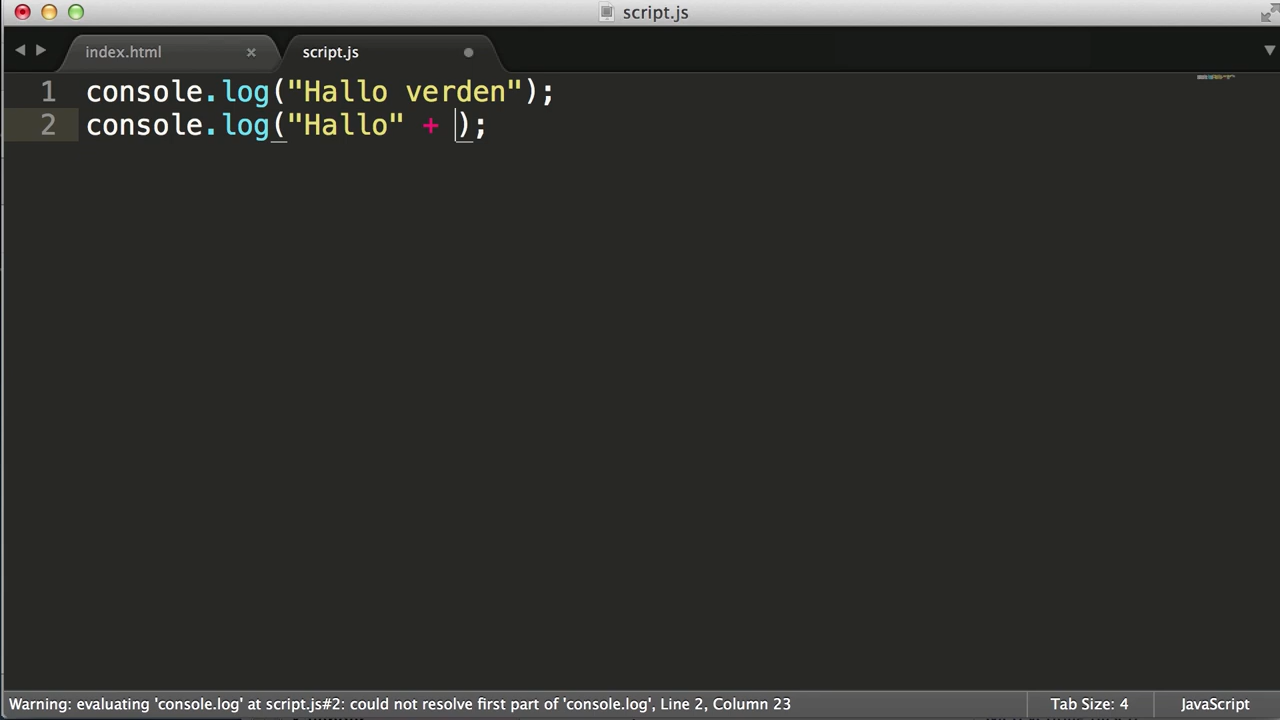 script.js
index.html
script.js
1 console.log("Hallo verden");
2 console.log("Hallo" + );
Warning: evaluating 'console.log' at script.js#2: could not resolve first part of 'console.log', Line 2, Column 23
Tab Size: 4
JavaScript